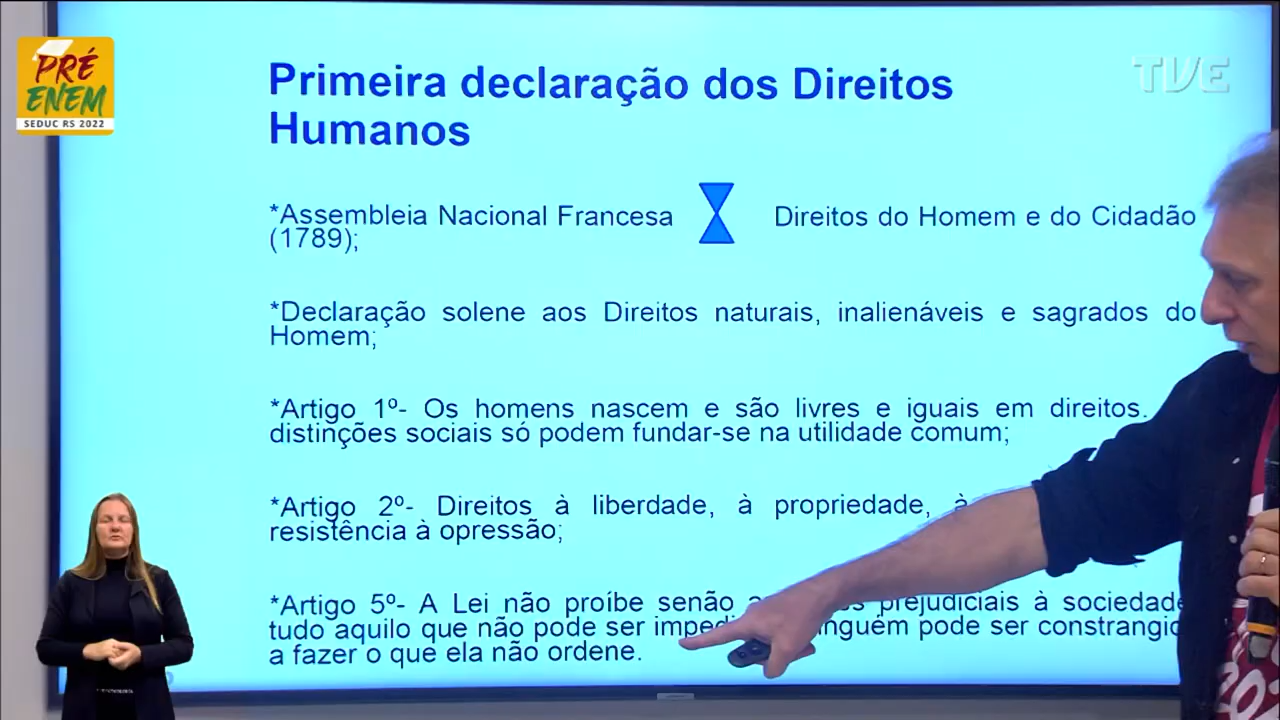 PRÉ
ENEM
SEDUC RS 2022
TVE
Primeira declaração dos Direitos
Humanos
*Assembleia Nacional Francesa Direitos do Homem e do Cidadão
(1789);
*Declaração solene aos Direitos naturais, inalienáveis e sagrados do
Homem;
*Artigo 1º- Os homens nascem e são livres e iguais em direitos.
distinções sociais só podem fundar-se na utilidade comum;
*Artigo 2º- Direitos à liberdade, à propriedade, à
resistência à opressão;
*Artigo 5º- A Lei não proíbe senão prejudiciais à sociedade
tudo aquilo que não pode ser ninguém pode ser
a fazer o que ela não ordene.